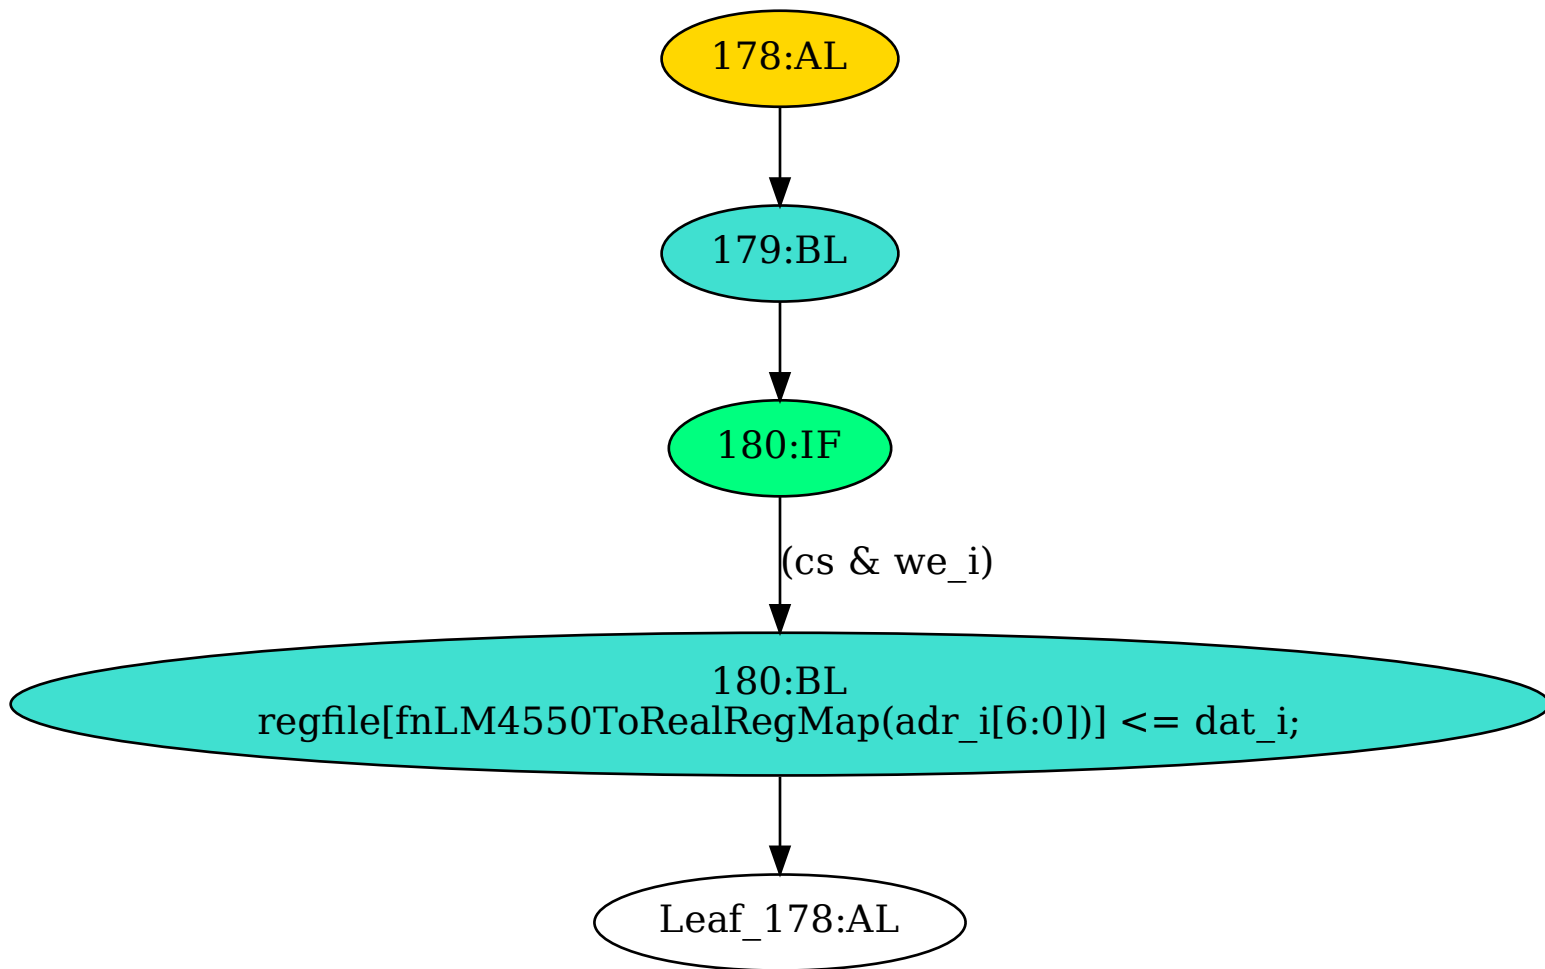 178:AL
179:BL
180:IF
(cs & we_i)
180:BL
regfile[fnLM4550ToRealRegMap(adr_i[6:0])] <= dat_i;
Leaf_178:AL